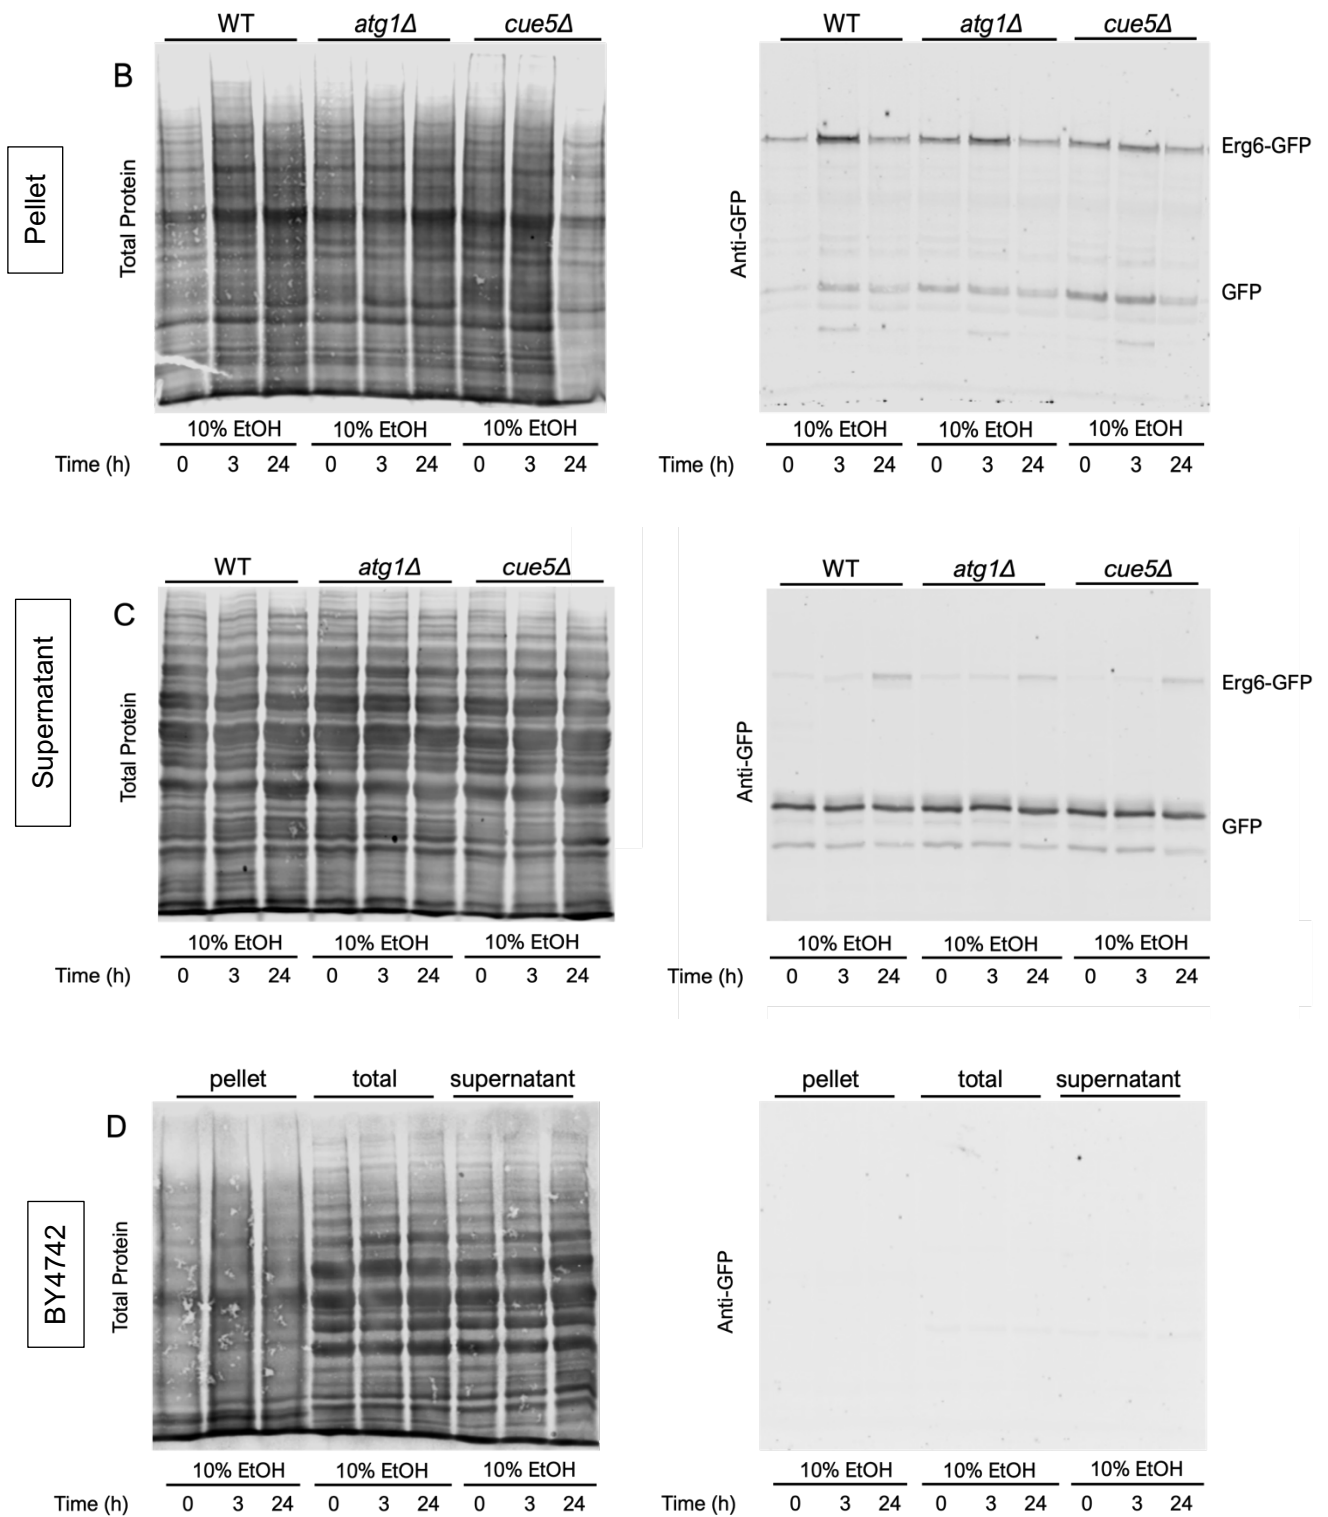 WT atg1Δ cue5Δ WT atg1Δ cue5Δ
B
Pellet
Total Protein
Anti-GFP
Erg6-GFP
GFP
10% EtOH 10% EtOH 10% EtOH 10% EtOH 10% EtOH 10% EtOH
Time (h) 0 3 24 0 3 24 0 3 24 Time (h) 0 3 24 0 3 24 0 3 24
WT atg1Δ cue5Δ WT atg1Δ cue5Δ
C
Supernatant
Total Protein
Anti-GFP
Erg6-GFP
GFP
10% EtOH 10% EtOH 10% EtOH 10% EtOH 10% EtOH 10% EtOH
Time (h) 0 3 24 0 3 24 0 3 24 Time (h) 0 3 24 0 3 24 0 3 24
pellet total supernatant pellet total supernatant
D
BY4742
Total Protein
Anti-GFP
10% EtOH 10% EtOH 10% EtOH 10% EtOH 10% EtOH 10% EtOH
Time (h) 0 3 24 0 3 24 0 3 24 Time (h) 0 3 24 0 3 24 0 3 24